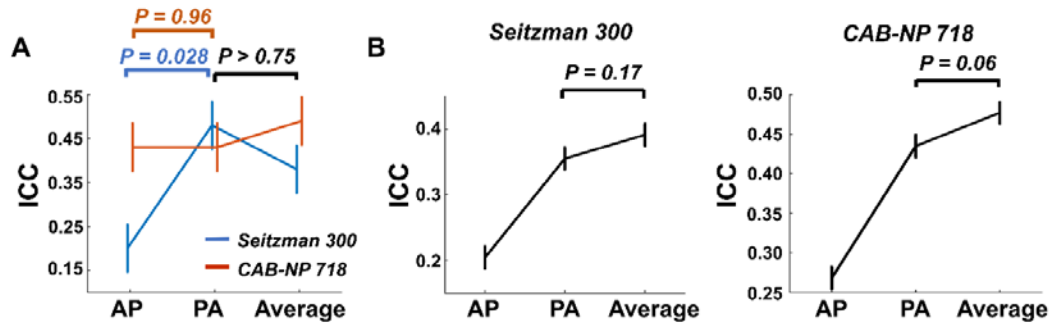 A
P = 0.96
P = 0.028
P > 0.75
ICC
0.55
0.45
0.35
0.25
0.15
Seitzman 300
CAB-NP 718
AP PA Average
B
Seitzman 300
P = 0.17
ICC
0.4
0.3
0.2
AP PA Average
CAB-NP 718
P = 0.06
ICC
0.50
0.45
0.40
0.35
0.30
0.25
AP PA Average